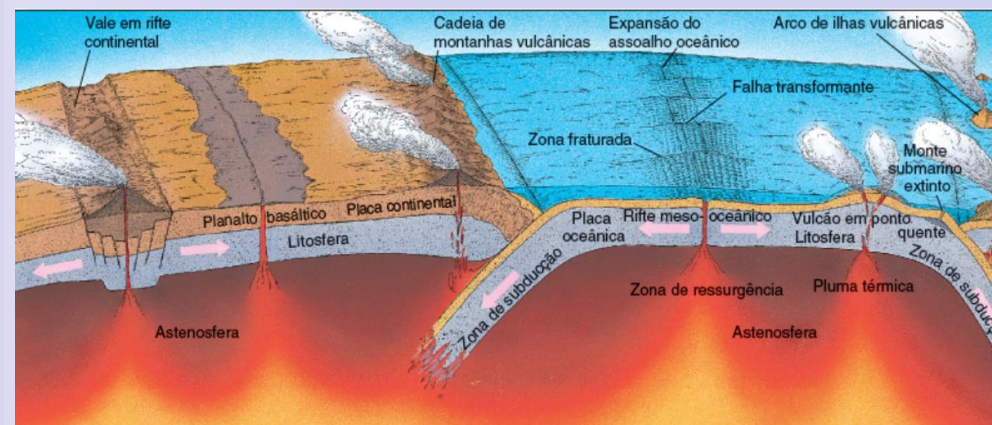 Vale em rifte
continental
Cadeia de
montanhas vulcânicas
Expansão do
assoalho oceânico
Arco de ilhas vulcânicas
Falha transformante
Zona fraturada
Monte
submarino
extinto
Planalto basáltico
Placa continental
Litosfera
Placa
oceânica
Rifte meso-oceânico
Vulcão em ponto
quente
Litosfera
Zona de subducção
Zona de ressurgência
Pluma térmica
Astenosfera
Astenosfera
Zona de